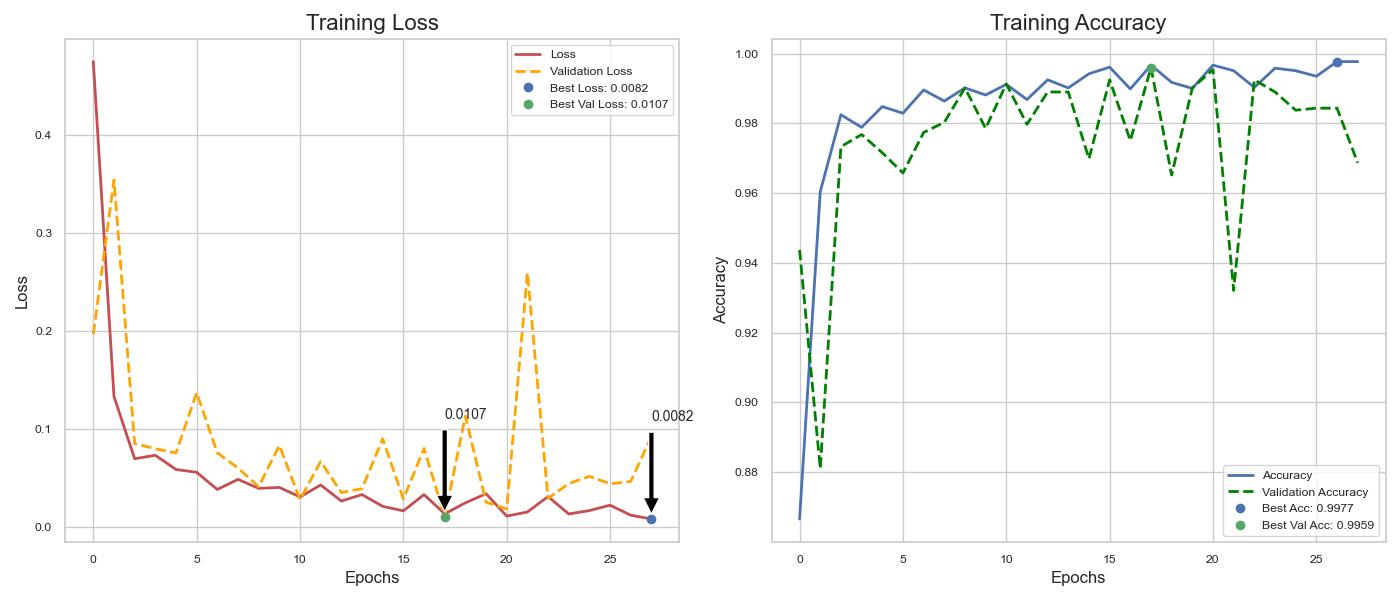 Training Loss
Loss
Validation Loss
Best Loss: 0.0082
Best Val Loss: 0.0107
0.4
0.3
0.2
0.1
0.0
Loss
0.0107
0.0082
0
5
10
15
20
25
Epochs
Training Accuracy
1.00
0.98
0.96
0.94
0.92
0.90
0.88
Accuracy
Accuracy
Validation Accuracy
Best Acc: 0.9977
Best Val Acc: 0.9959
0
5
10
15
20
25
Epochs